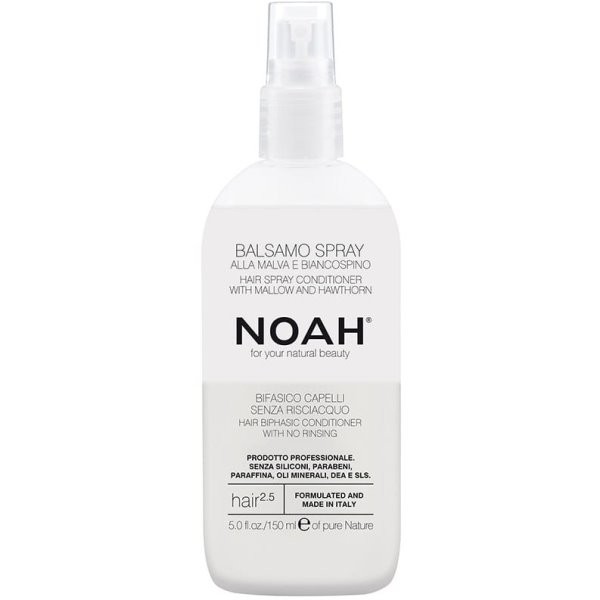 BALSAMO SPRAY
ALLA MALVA E BIANCOSPINO
HAIR SPRAY CONDITIONER
WITH MALLOW AND HAWTHORN
NOAH®
for your natural beauty
BIFASICO CAPELLI
SENZA RISCIACQUO
HAIR BIPHASIC CONDITIONER
WITH NO RINSING
PRODOTTO PROFESSIONALE.
SENZA SILICONI, PARABENI,
PARAFFINA, OLI MINERALI, DEA E SLS.
hair2.5
FORMULATED AND
MADE IN ITALY
5.0 fl.oz./150 ml ℮ of pure Nature